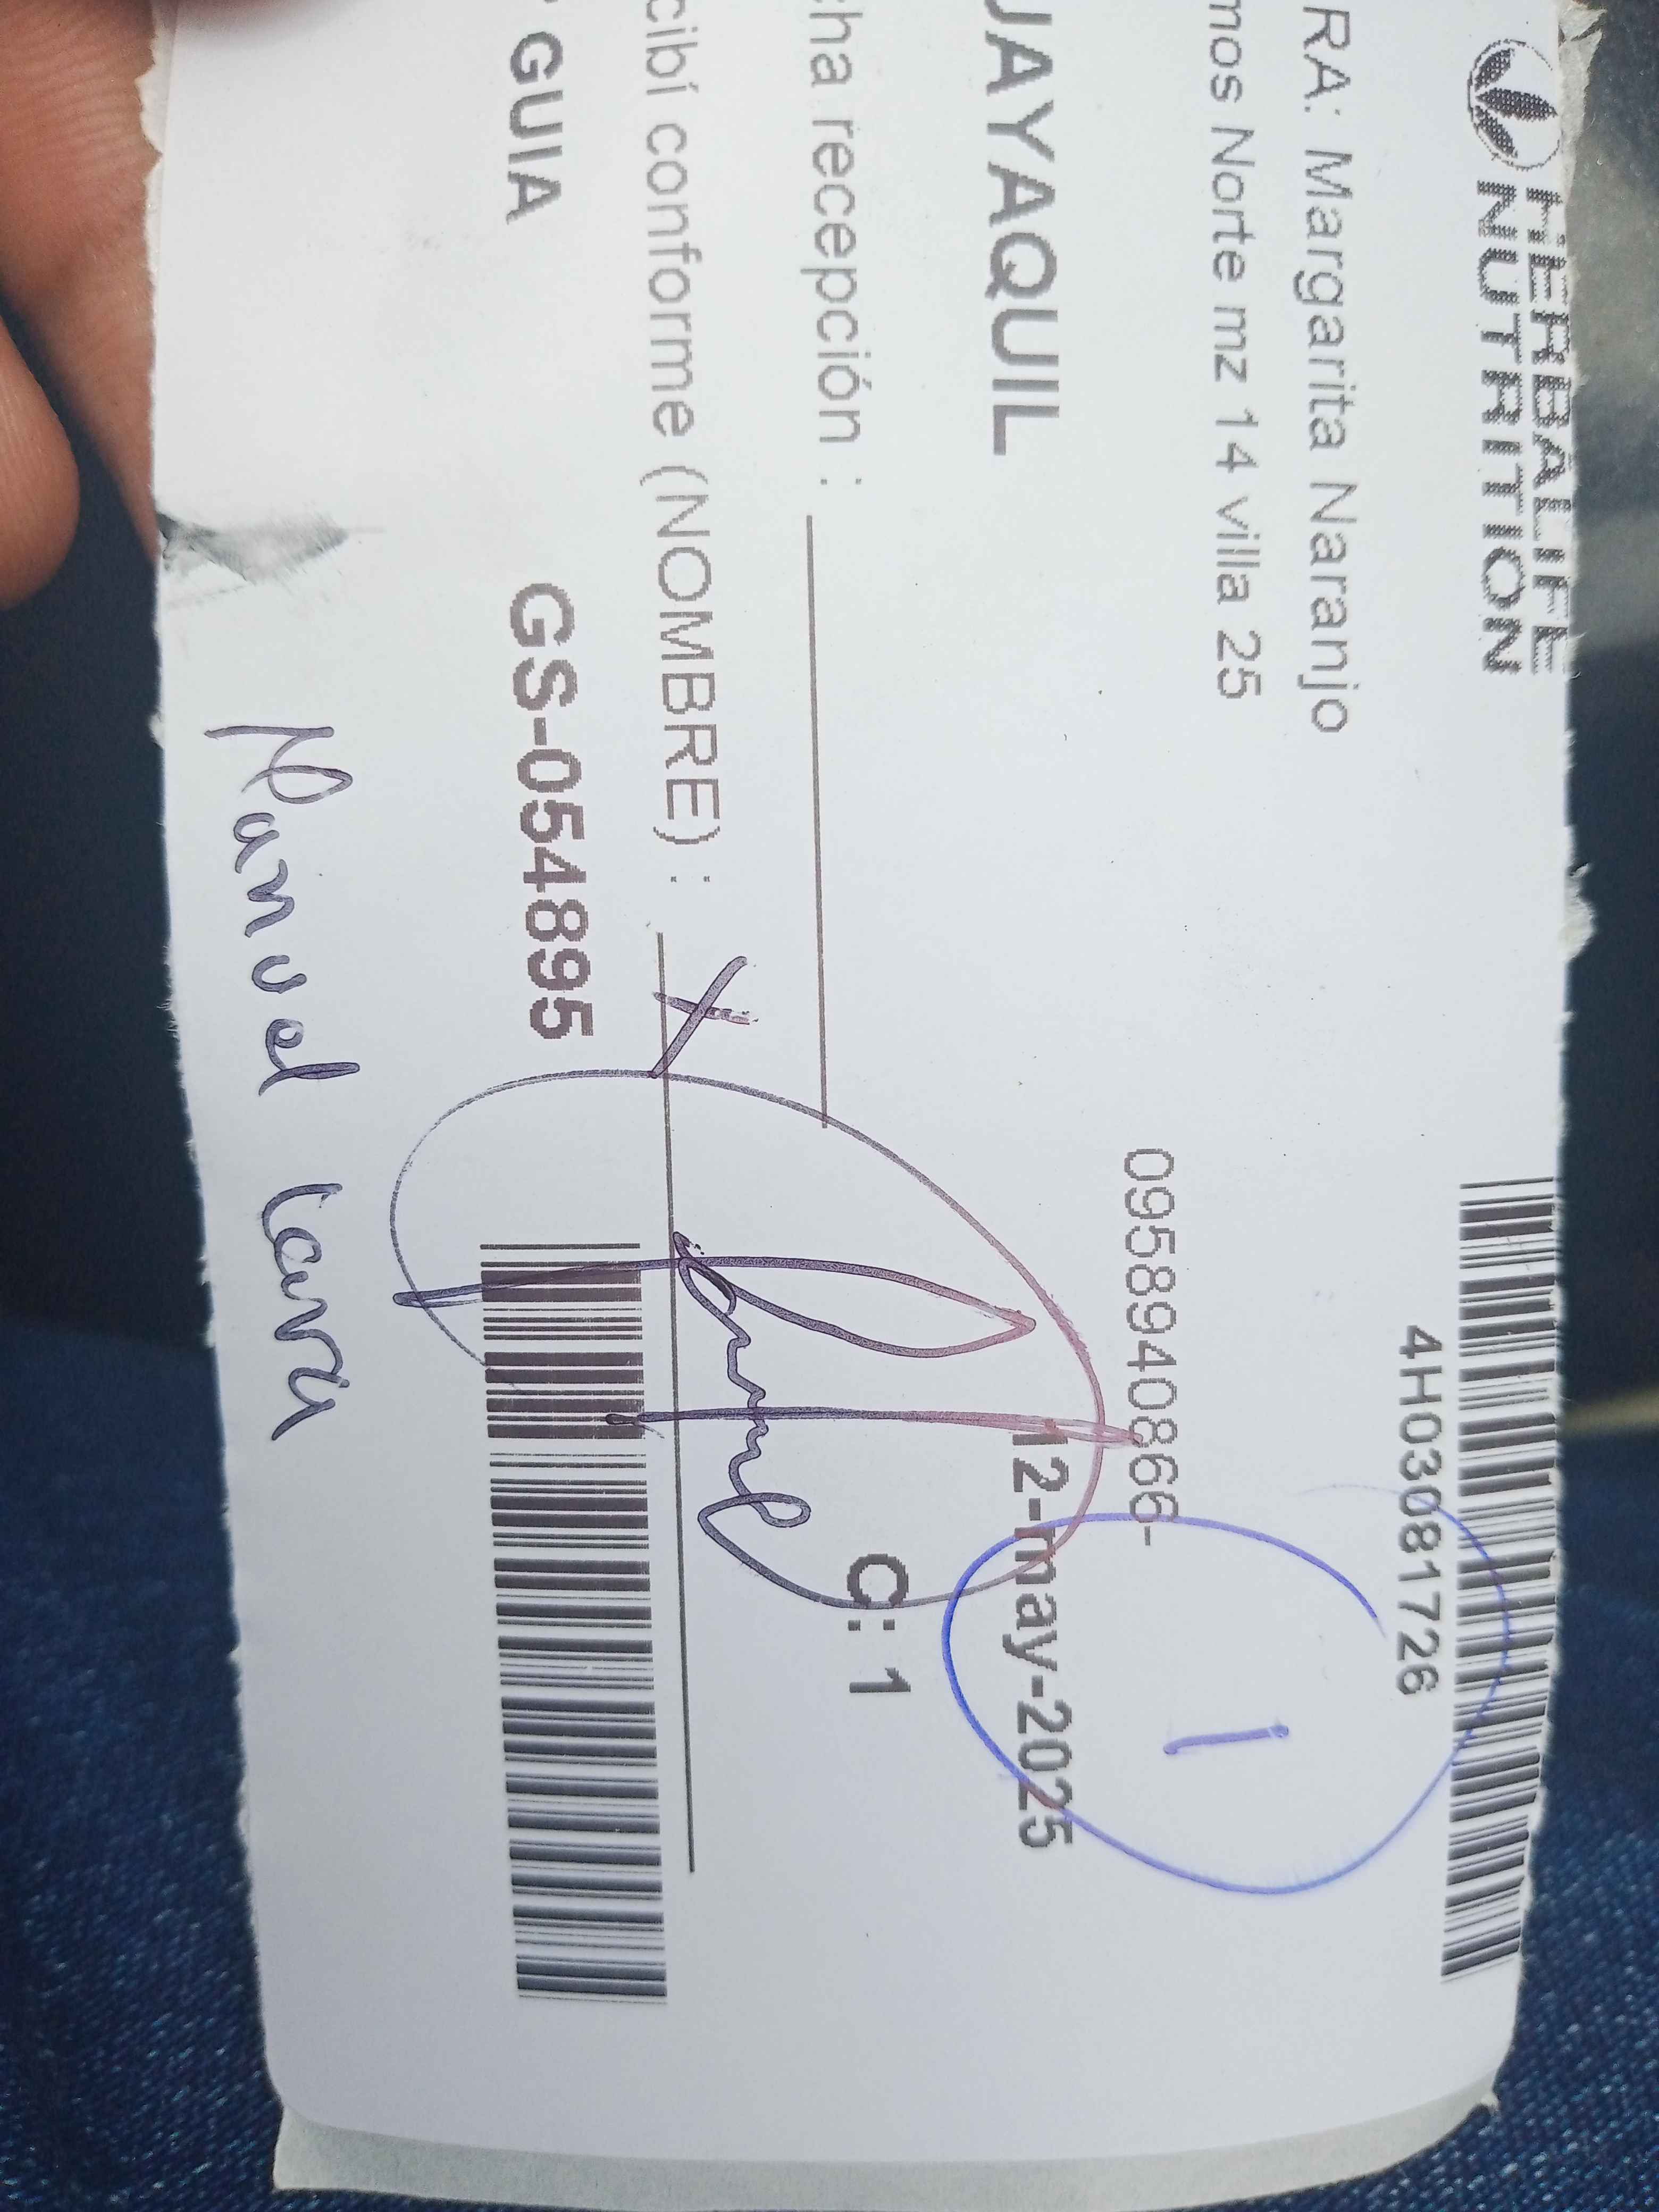 HERBALIFE
NUTRITION
4H03081726
RA: Margarita Naranjo
mos Norte mz 14 villa 25
0958940866-
JAYAQUIL
12-may-2025
cha recepción :
C: 1
cibí conforme (NOMBRE) :
X
GUIA
GS-054895
1
Manuel